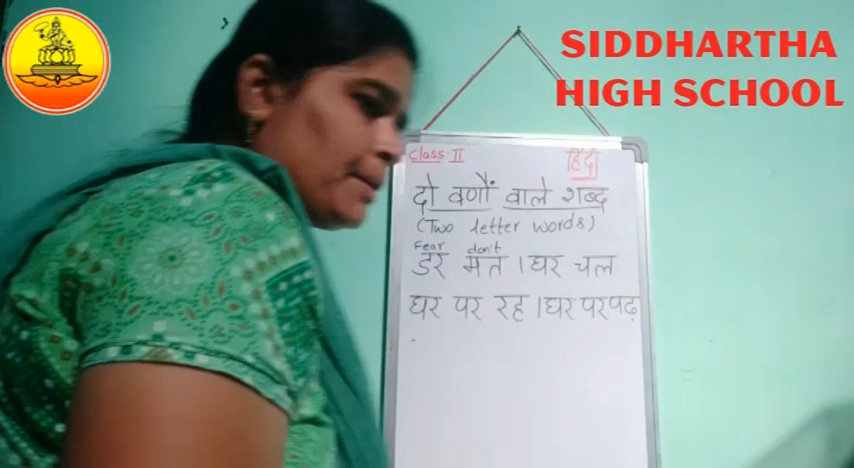 SIDDHARTHA
HIGH SCHOOL
Class: II हिंदी
दो वर्णों वाले शब्द
(Two letter words)
Fear don't
डर मत । घर चल
घर पर रह । घर पर पढ़